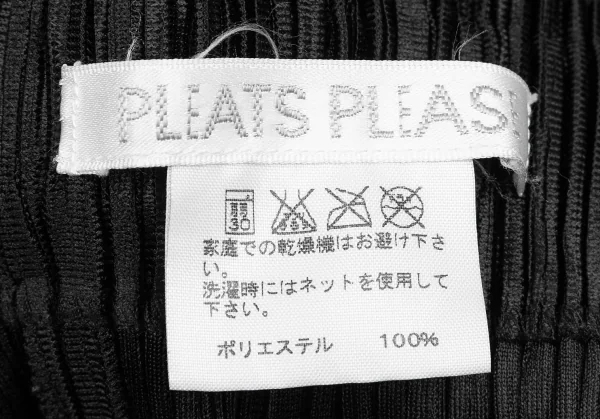 PLEATS PLEASE
弱
30
家庭での乾燥機はお避け下さ
い。
洗濯時にはネットを使用して
下さい。
ポリエステル 100%